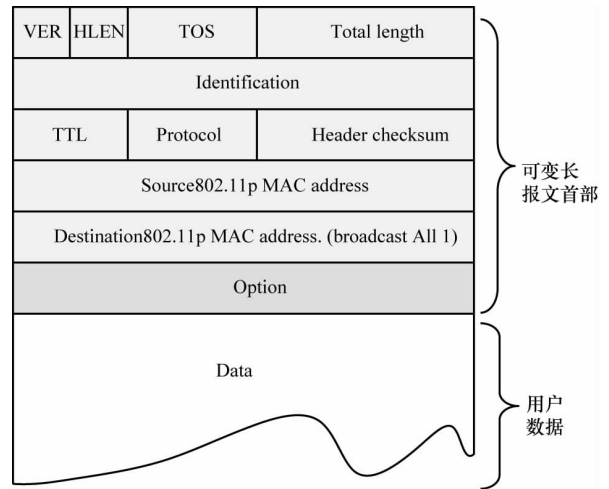 VER HLEN TOS Total length
Identification
TTL Protocol Header checksum
Source802.11p MAC address
Destination802.11p MAC address. (broadcast All 1)
Option
可变长
报文首部
Data
用户
数据